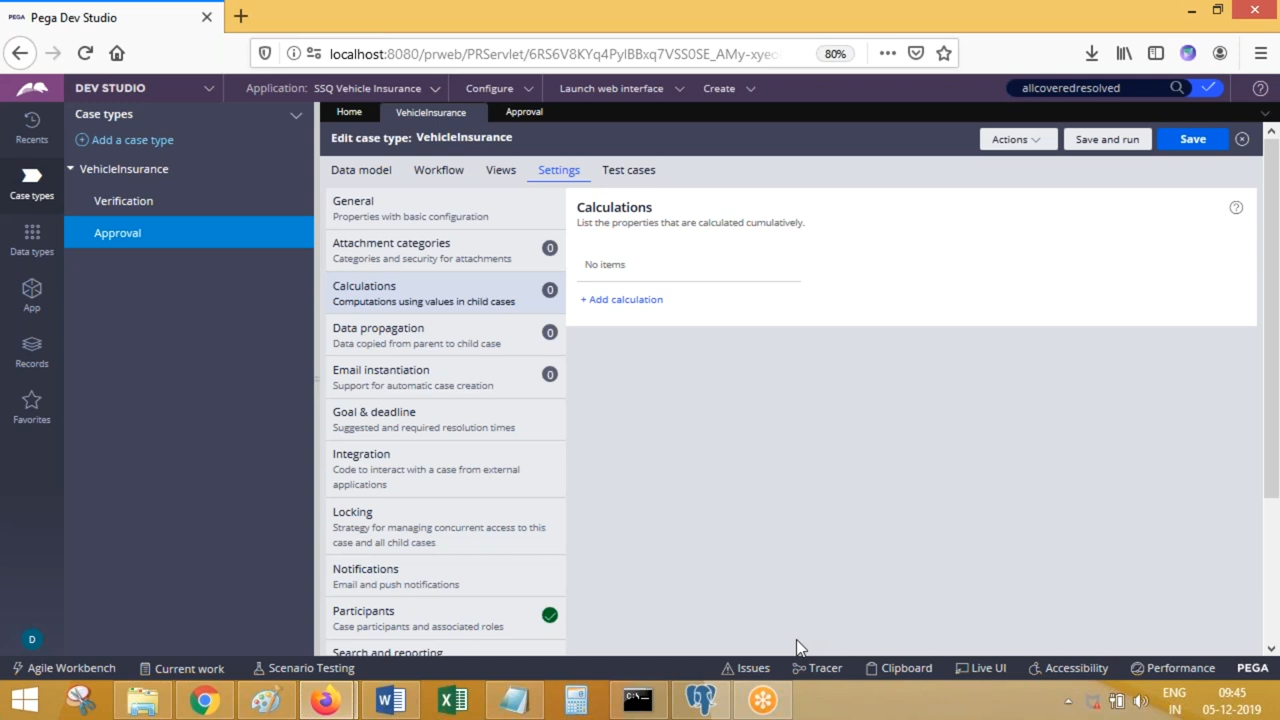 PEGA Pega Dev Studio
localhost:8080/prweb/PRServlet/6RS6V8KYq4PylBBxq7VSS0SE_AMy-xyeo
80%
DEV STUDIO
Application: SSQ Vehicle Insurance
Configure
Launch web interface
Create
allcoveredresolved
Recents
Case types
Data types
App
Records
Favorites
D
Case types
Add a case type
VehicleInsurance
Verification
Approval
Home
VehicleInsurance
Approval
Edit case type: VehicleInsurance
Actions
Save and run
Save
Data model
Workflow
Views
Settings
Test cases
General
Properties with basic configuration
Attachment categories
Categories and security for attachments
0
Calculations
Computations using values in child cases
0
Data propagation
Data copied from parent to child case
0
Email instantiation
Support for automatic case creation
0
Goal & deadline
Suggested and required resolution times
Integration
Code to interact with a case from external
applications
Locking
Strategy for managing concurrent access to this
case and all child cases
Notifications
Email and push notifications
Participants
Case participants and associated roles
Search and reporting
Calculations
List the properties that are calculated cumulatively.
No items
+ Add calculation
Agile Workbench
Current work
Scenario Testing
Issues
Tracer
Clipboard
Live UI
Accessibility
Performance
PEGA
ENG
IN
09:45
05-12-2019